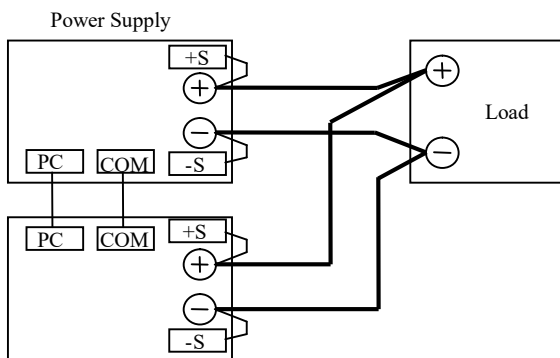 Power Supply
+S
+
+
Load
−
−
-S
PC COM
PC COM
+S
+
−
-S